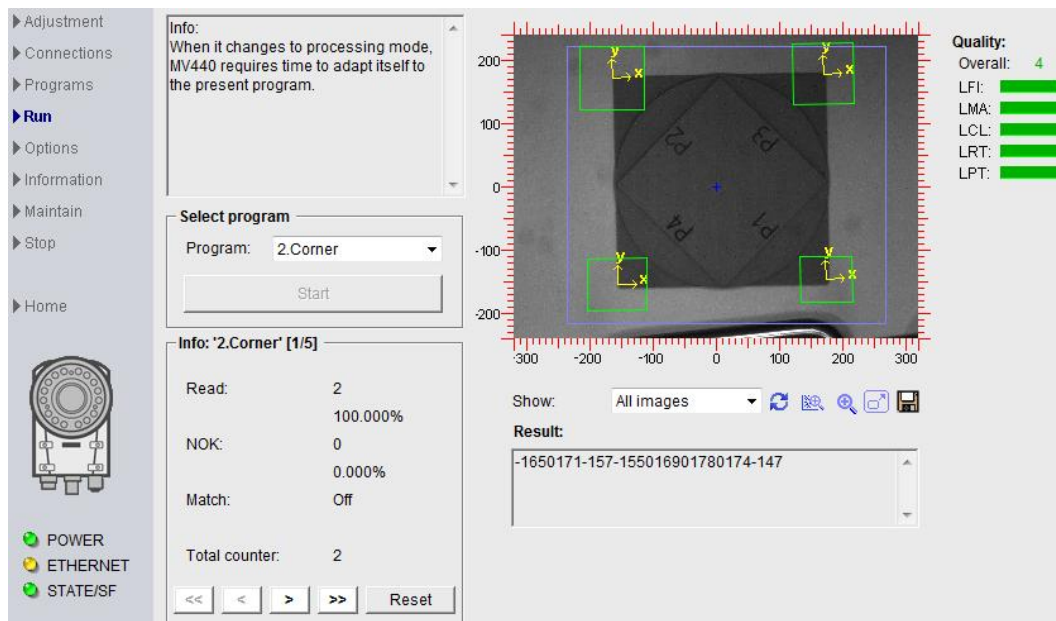 Adjustment
Connections
Programs
Run
Options
Information
Maintain
Stop
Home
POWER
ETHERNET
STATE/SF
Info:
When it changes to processing mode,
MV440 requires time to adapt itself to
the present program.
Select program
Program: 2.Corner
Start
Info: '2.Corner' [1/5]
Read: 2
100.000%
NOK: 0
0.000%
Match: Off
Total counter: 2
<< < > >> Reset
200
100
0
-100
-200
-300 -200 -100 0 100 200 300
y x
y x
P2 P3
P4 P1
y x
y x
Show: All images
Result:
-1650171-157-155016901780174-147
Quality:
Overall: 4
LFI:
LMA:
LCL:
LRT:
LPT: